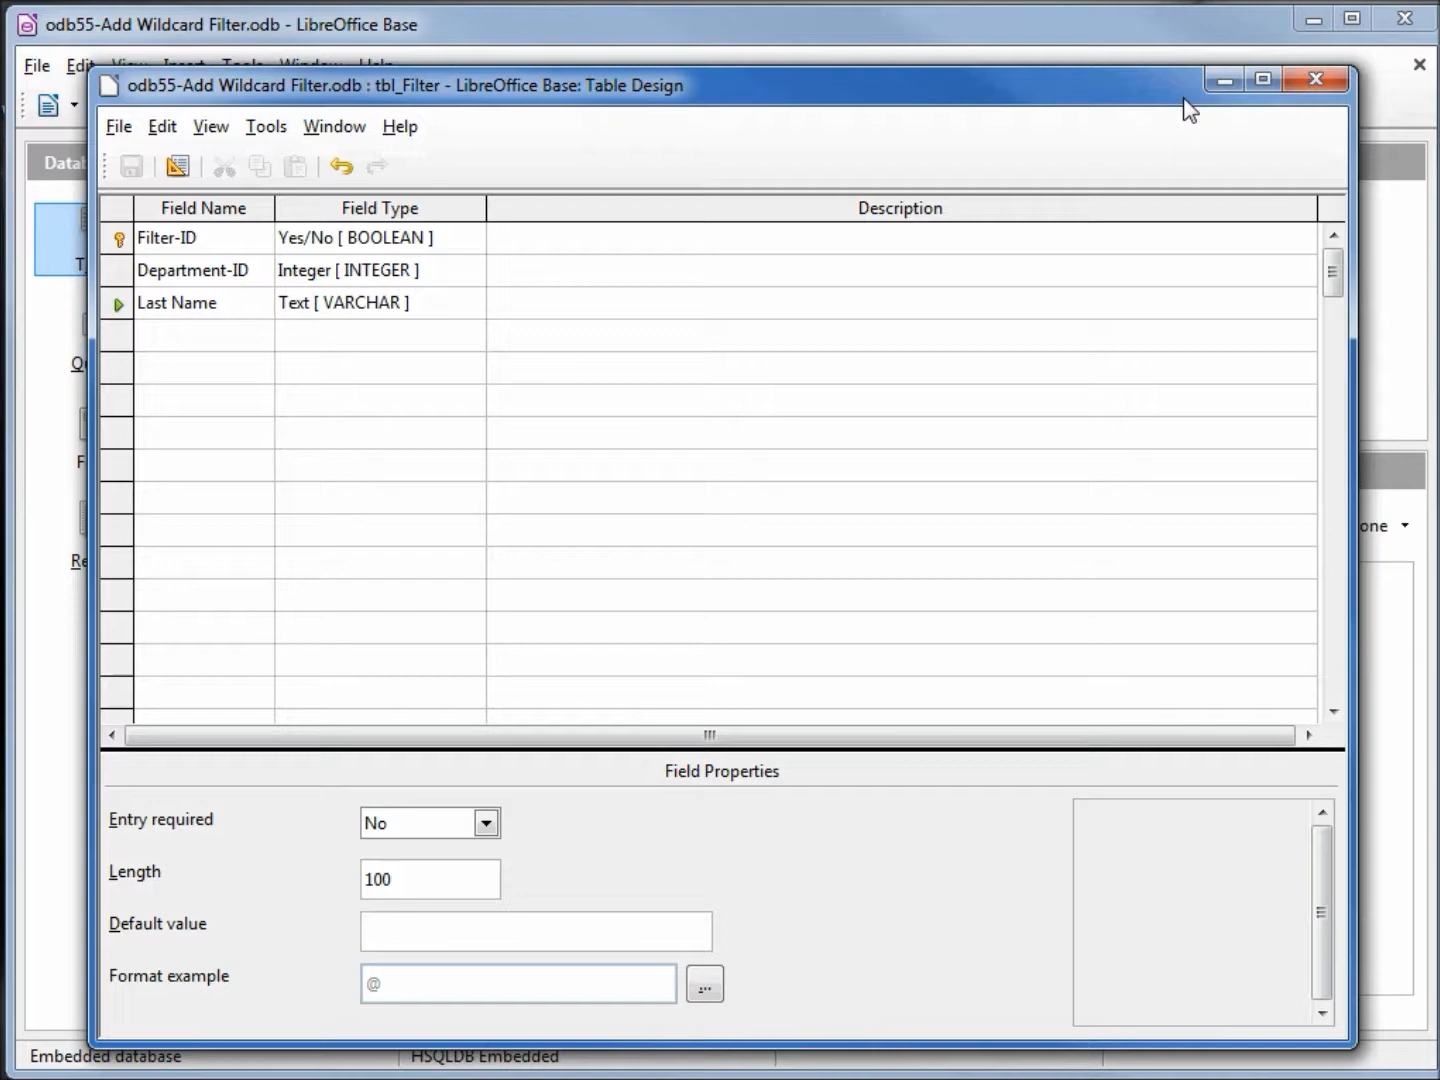 odb55-Add Wildcard Filter.odb - LibreOffice Base
File Edit View Insert Tools Window Help
odb55-Add Wildcard Filter.odb : tbl_Filter - LibreOffice Base: Table Design
File Edit View Tools Window Help
Datab
Field Name Field Type Description
Filter-ID Yes/No [ BOOLEAN ]
Department-ID Integer [ INTEGER ]
Last Name Text [ VARCHAR ]
T
Qu
F
one
Re
Field Properties
Entry required No
Length 100
Default value
Format example @ ...
Embedded database HSQLDB Embedded